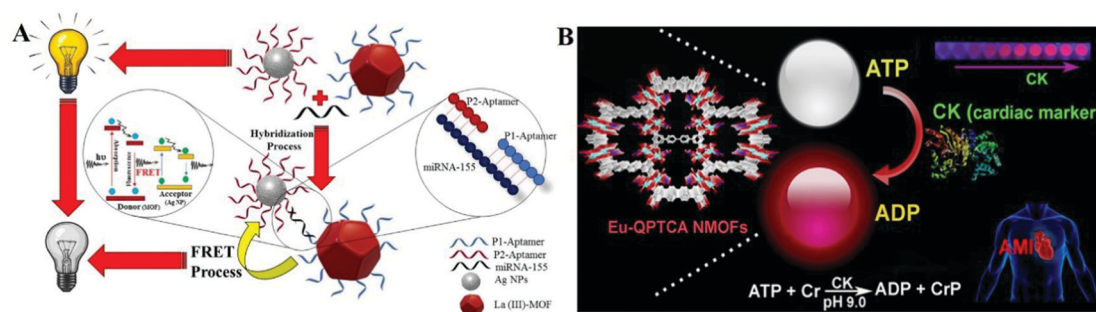 A
P2-Aptamer
P1-Aptamer
miRNA-155
Hybridization
Process
hυ
Absorption
Fluorescence
FRET
Donor (MOF)
Acceptor
(Ag NP)
FRET
Process
P1-Aptamer
P2-Aptamer
miRNA-155
Ag NPs
La (III)-MOF
B
ATP
CK
CK (cardiac marker
Eu-QPTCA NMOFs
ADP
AMI
ATP + Cr CK ADP + CrP
pH 9.0